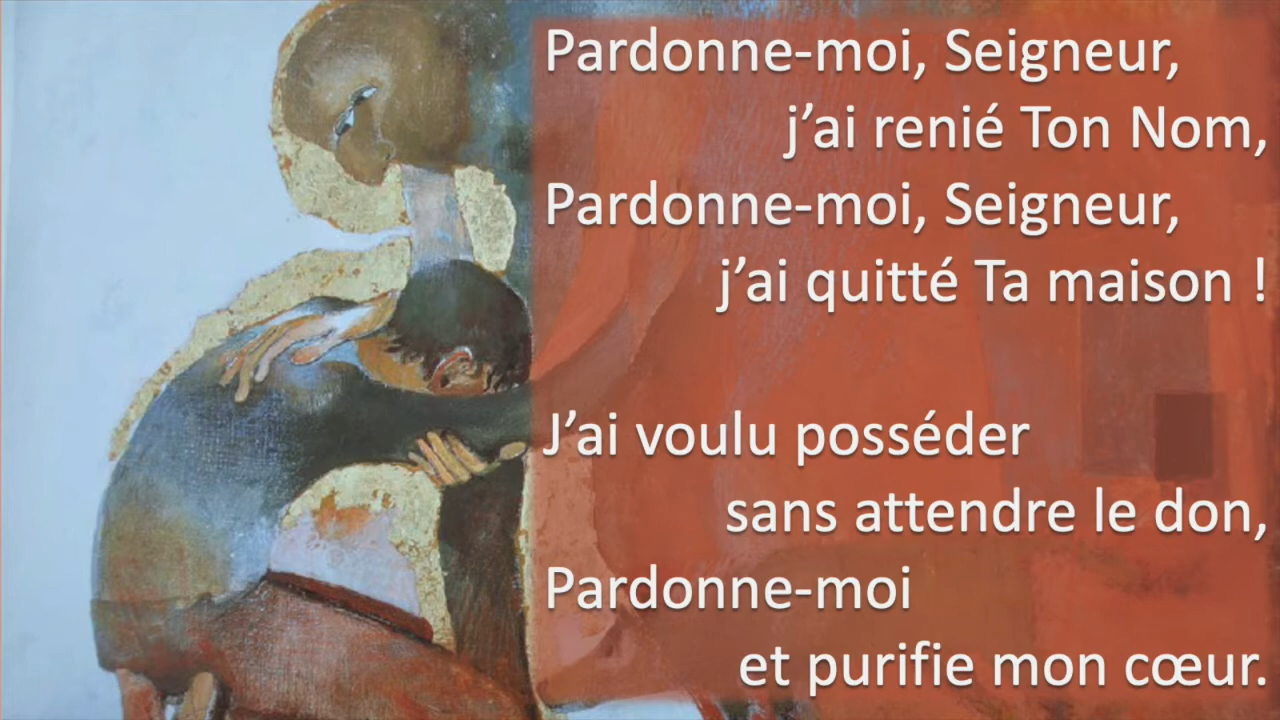 Pardonne-moi, Seigneur,
j’ai renié Ton Nom,
Pardonne-moi, Seigneur,
j’ai quitté Ta maison !
J’ai voulu posséder
sans attendre le don,
Pardonne-moi
et purifie mon cœur.